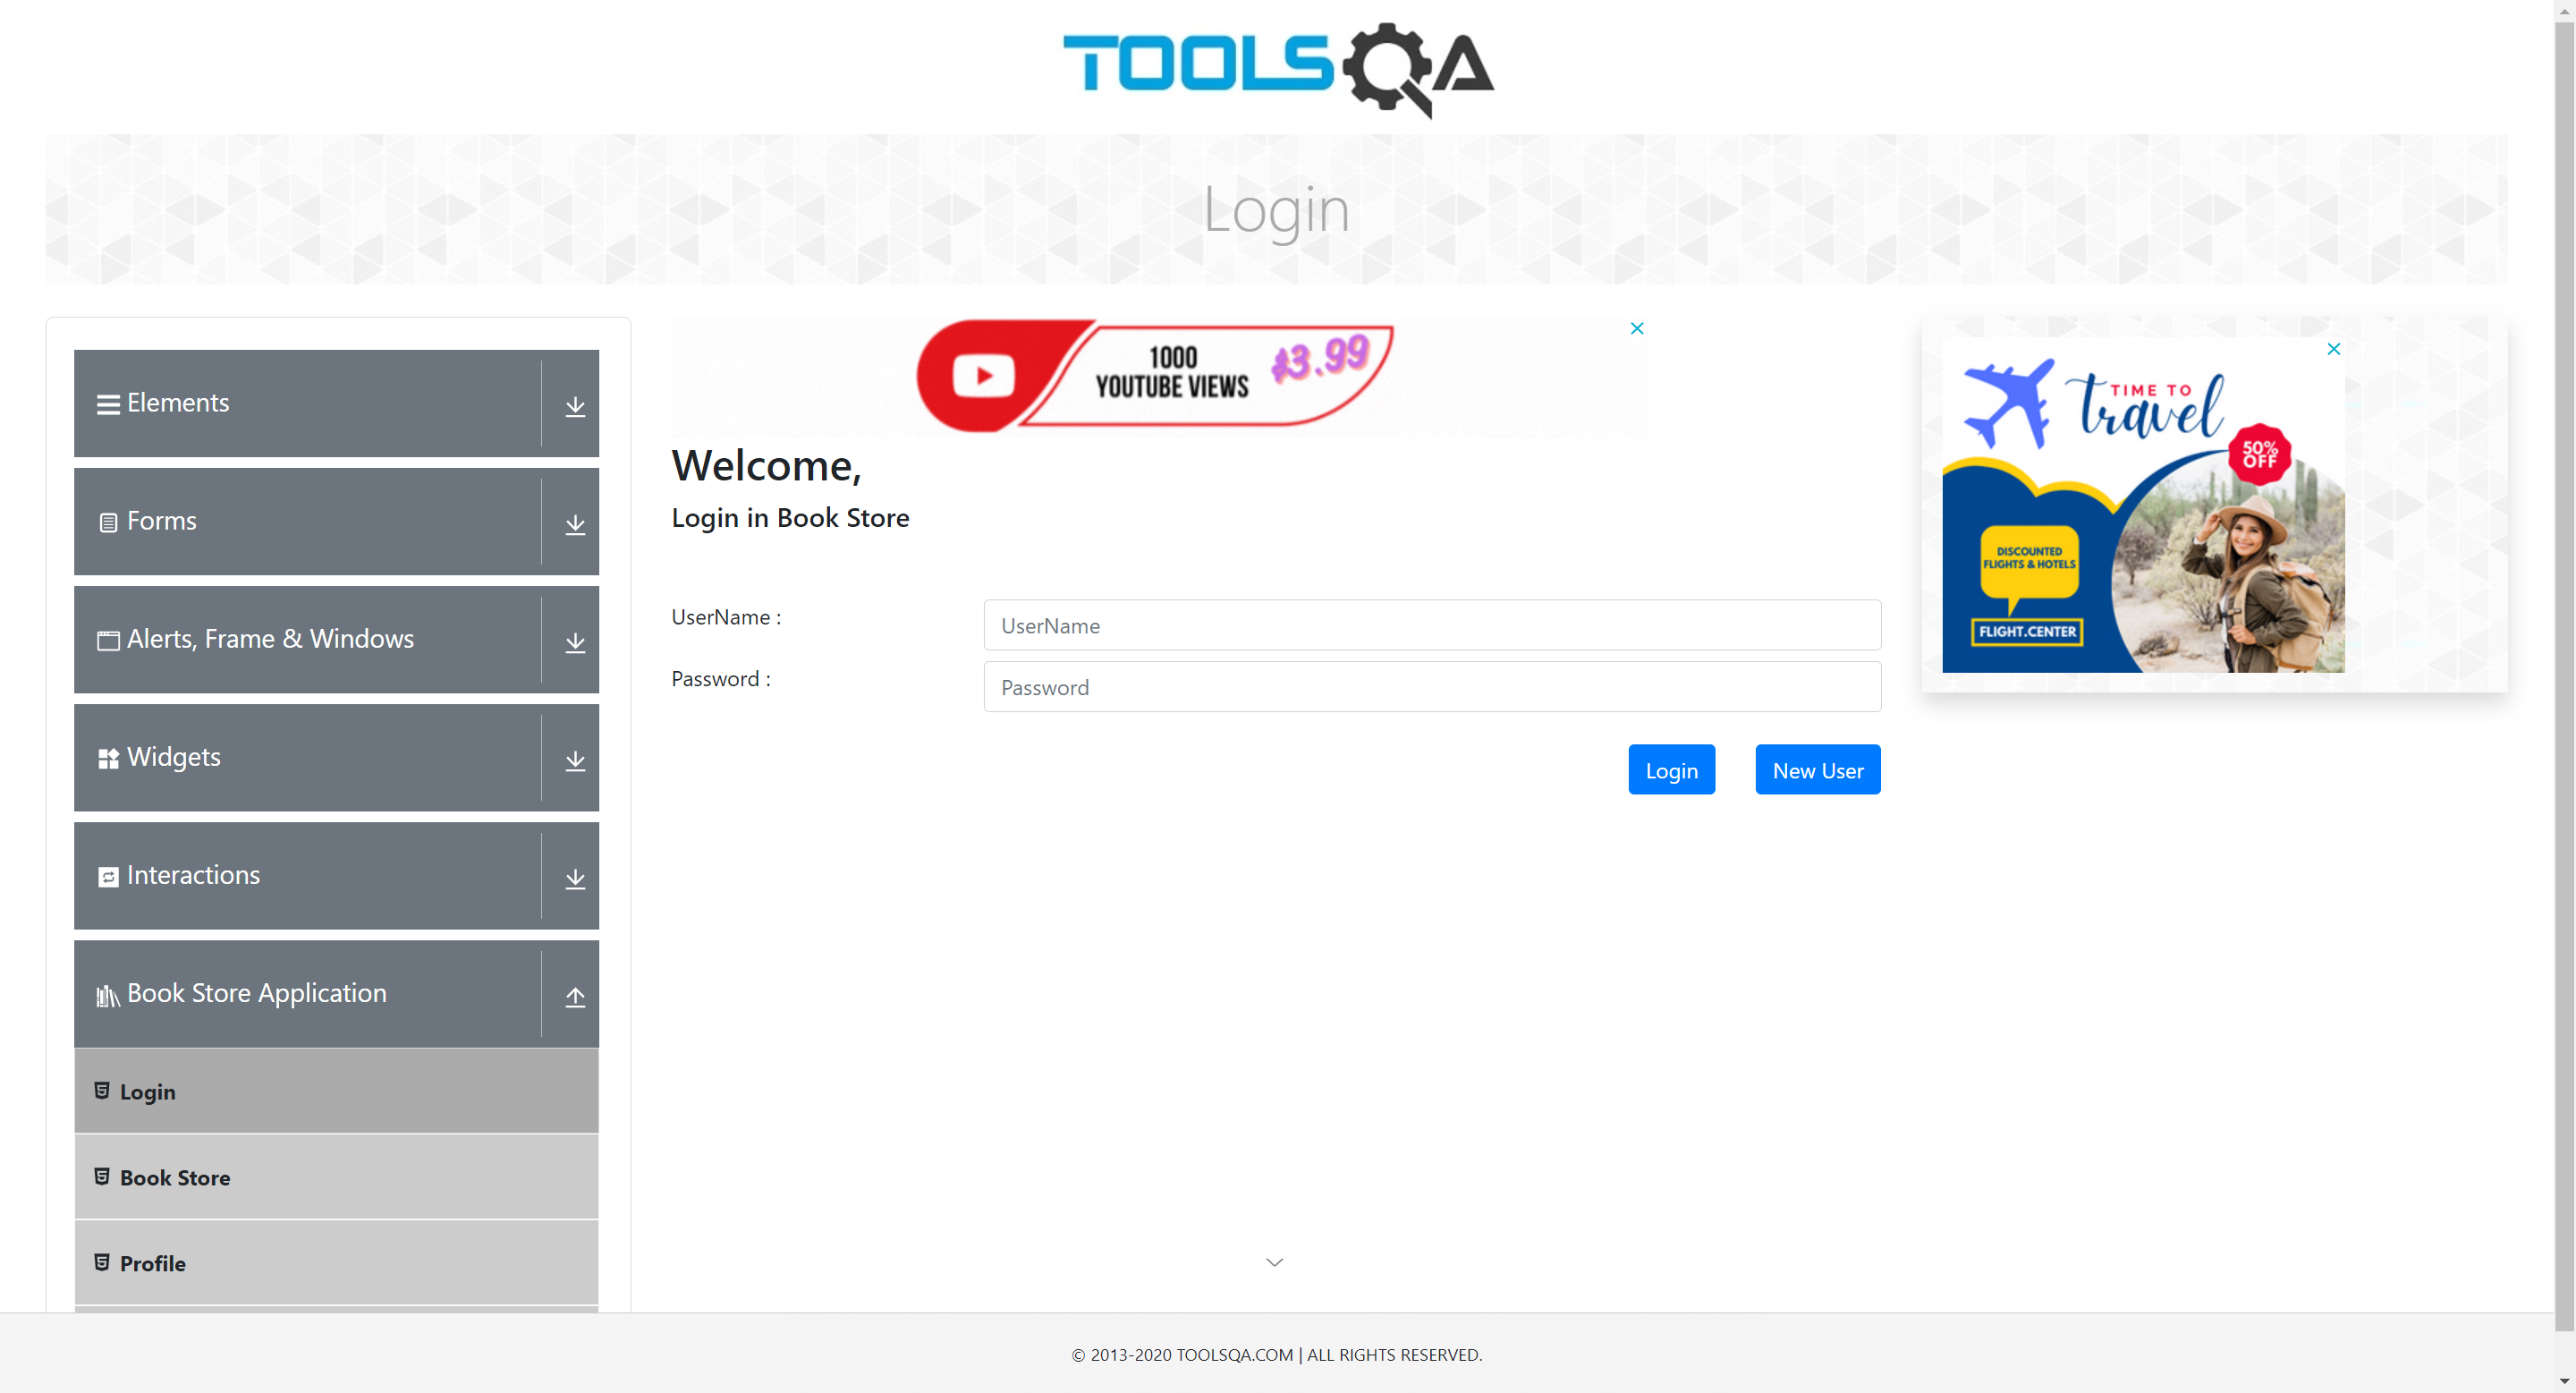 TOOLSQA
Login
Elements
Forms
Alerts, Frame & Windows
Widgets
Interactions
Book Store Application
Login
Book Store
Profile
1000
YOUTUBE VIEWS
$3.99
Welcome,
Login in Book Store
UserName :
UserName
Password :
Password
Login
New User
TIME TO
travel
50%
OFF
DISCOUNTED
FLIGHTS & HOTELS
FLIGHT.CENTER
© 2013-2020 TOOLSQA.COM | ALL RIGHTS RESERVED.